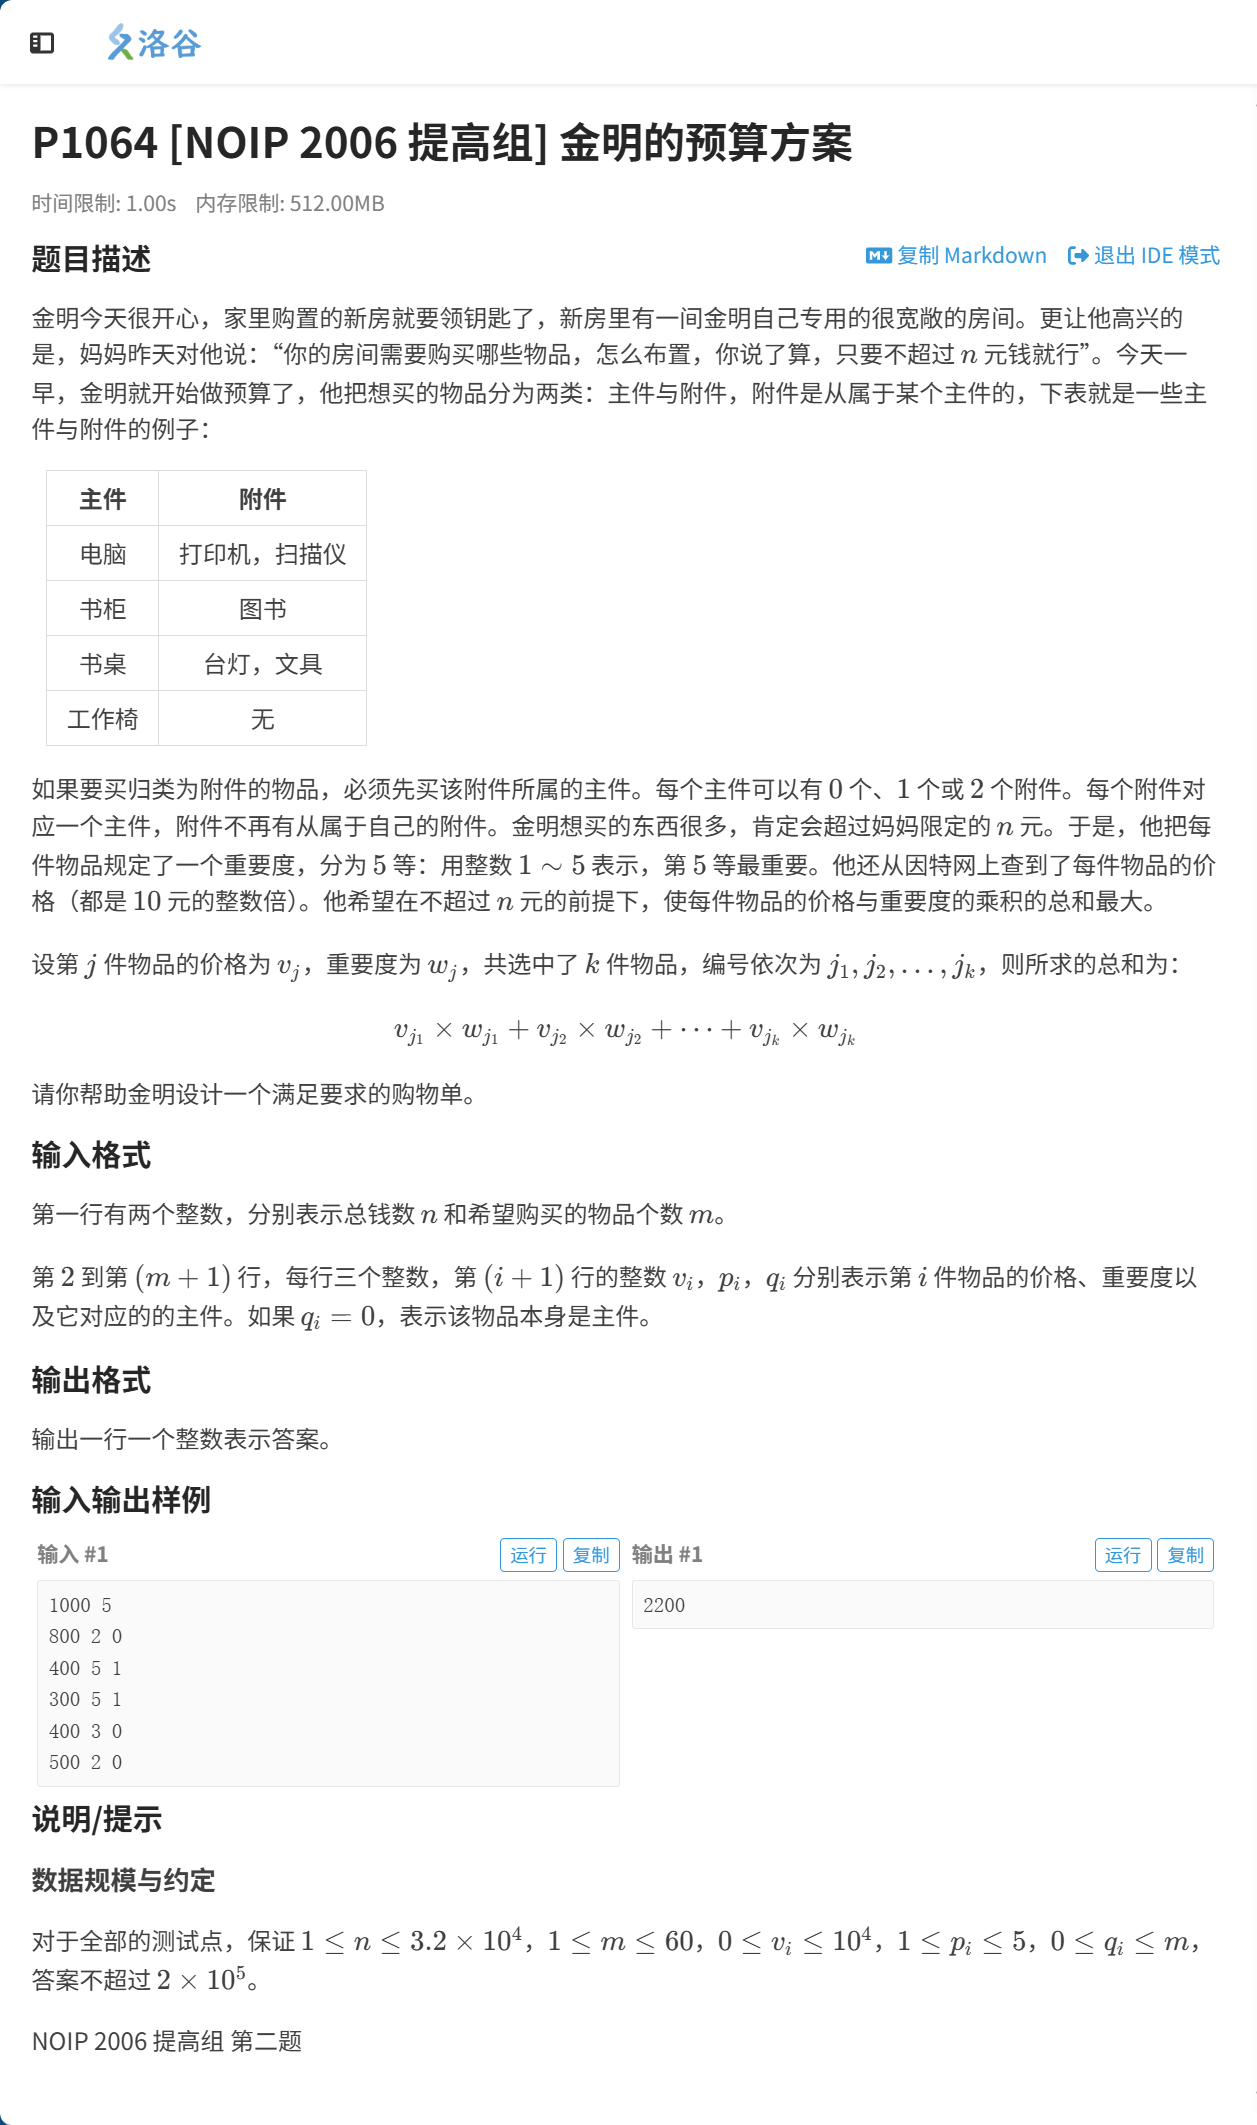 洛谷
P1064 [NOIP 2006 提高组] 金明的预算方案
时间限制: 1.00s 内存限制: 512.00MB
题目描述
复制 Markdown 退出 IDE 模式
金明今天很开心，家里购置的新房就要领钥匙了，新房里有一间金明自己专用的很宽敞的房间。更让他高兴的
是，妈妈昨天对他说：“你的房间需要购买哪些物品，怎么布置，你说了算，只要不超过 n 元钱就行”。今天一
早，金明就开始做预算了，他把想买的物品分为两类：主件与附件，附件是从属于某个主件的，下表就是一些主
件与附件的例子：
主件 附件
电脑 打印机，扫描仪
书柜 图书
书桌 台灯，文具
工作椅 无
如果要买归类为附件的物品，必须先买该附件所属的主件。每个主件可以有 0 个、1 个或 2 个附件。每个附件对
应一个主件，附件不再有从属于自己的附件。金明想买的东西很多，肯定会超过妈妈限定的 n 元。于是，他把每
件物品规定了一个重要度，分为 5 等：用整数 1 ∼ 5 表示，第 5 等最重要。他还从因特网上查到了每件物品的价
格（都是 10 元的整数倍）。他希望在不超过 n 元的前提下，使每件物品的价格与重要度的乘积的总和最大。
设第 j 件物品的价格为 v_j，重要度为 w_j，共选中了 k 件物品，编号依次为 j_1, j_2, …, j_k，则所求的总和为：
v_{j_1} × w_{j_1} + v_{j_2} × w_{j_2} + ⋯ + v_{j_k} × w_{j_k}
请你帮助金明设计一个满足要求的购物单。
输入格式
第一行有两个整数，分别表示总钱数 n 和希望购买的物品个数 m。
第 2 到第 (m + 1) 行，每行三个整数，第 (i + 1) 行的整数 v_i，p_i，q_i 分别表示第 i 件物品的价格、重要度以
及它对应的的主件。如果 q_i = 0，表示该物品本身是主件。
输出格式
输出一行一个整数表示答案。
输入输出样例
输入 #1 运行 复制 输出 #1 运行 复制
1000 5
800 2 0
400 5 1
300 5 1
400 3 0
500 2 0
2200
说明/提示
数据规模与约定
对于全部的测试点，保证 1 ≤ n ≤ 3.2 × 10^4，1 ≤ m ≤ 60，0 ≤ v_i ≤ 10^4，1 ≤ p_i ≤ 5，0 ≤ q_i ≤ m，
答案不超过 2 × 10^5。
NOIP 2006 提高组 第二题